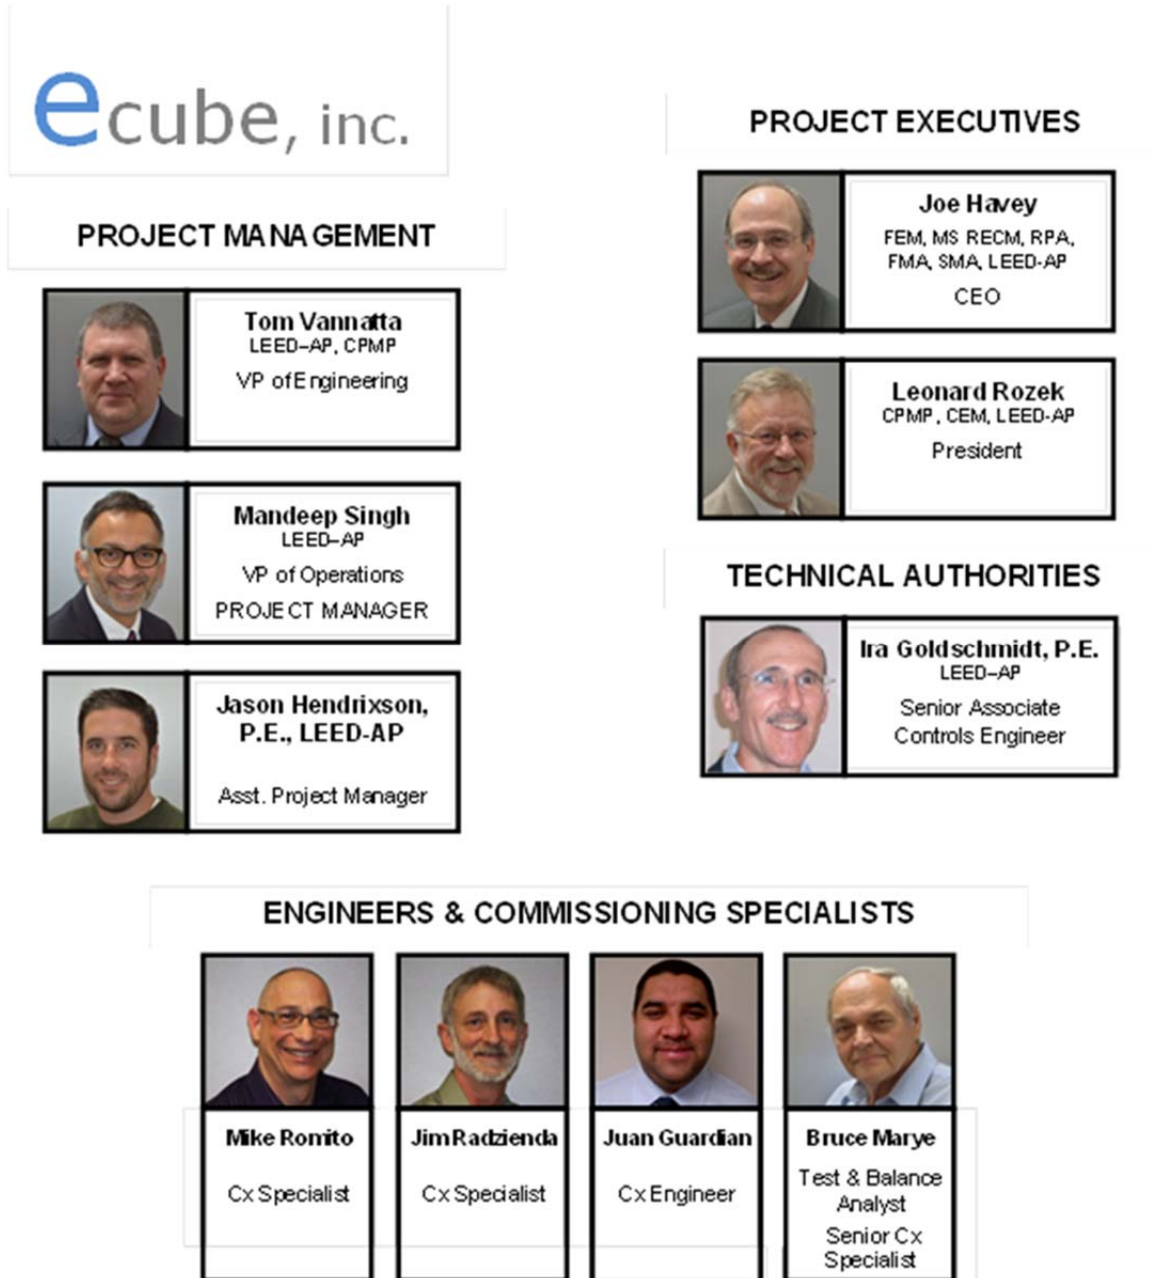 ecube, inc.
PROJECT MANAGEMENT
Tom Vannatta
LEED–AP, CPMP
VP of Engineering
Mandeep Singh
LEED–AP
VP of Operations
PROJECT MANAGER
Jason Hendrixson,
P.E., LEED-AP
Asst. Project Manager
PROJECT EXECUTIVES
Joe Havey
FEM, MS RECM, RPA,
FMA, SMA, LEED-AP
CEO
Leonard Rozek
CPMP, CEM, LEED-AP
President
TECHNICAL AUTHORITIES
Ira Goldschmidt, P.E.
LEED–AP
Senior Associate
Controls Engineer
ENGINEERS & COMMISSIONING SPECIALISTS
Mike Romito
Cx Specialist
Jim Radzienda
Cx Specialist
Juan Guardian
Cx Engineer
Bruce Marye
Test & Balance
Analyst
Senior Cx
Specialist